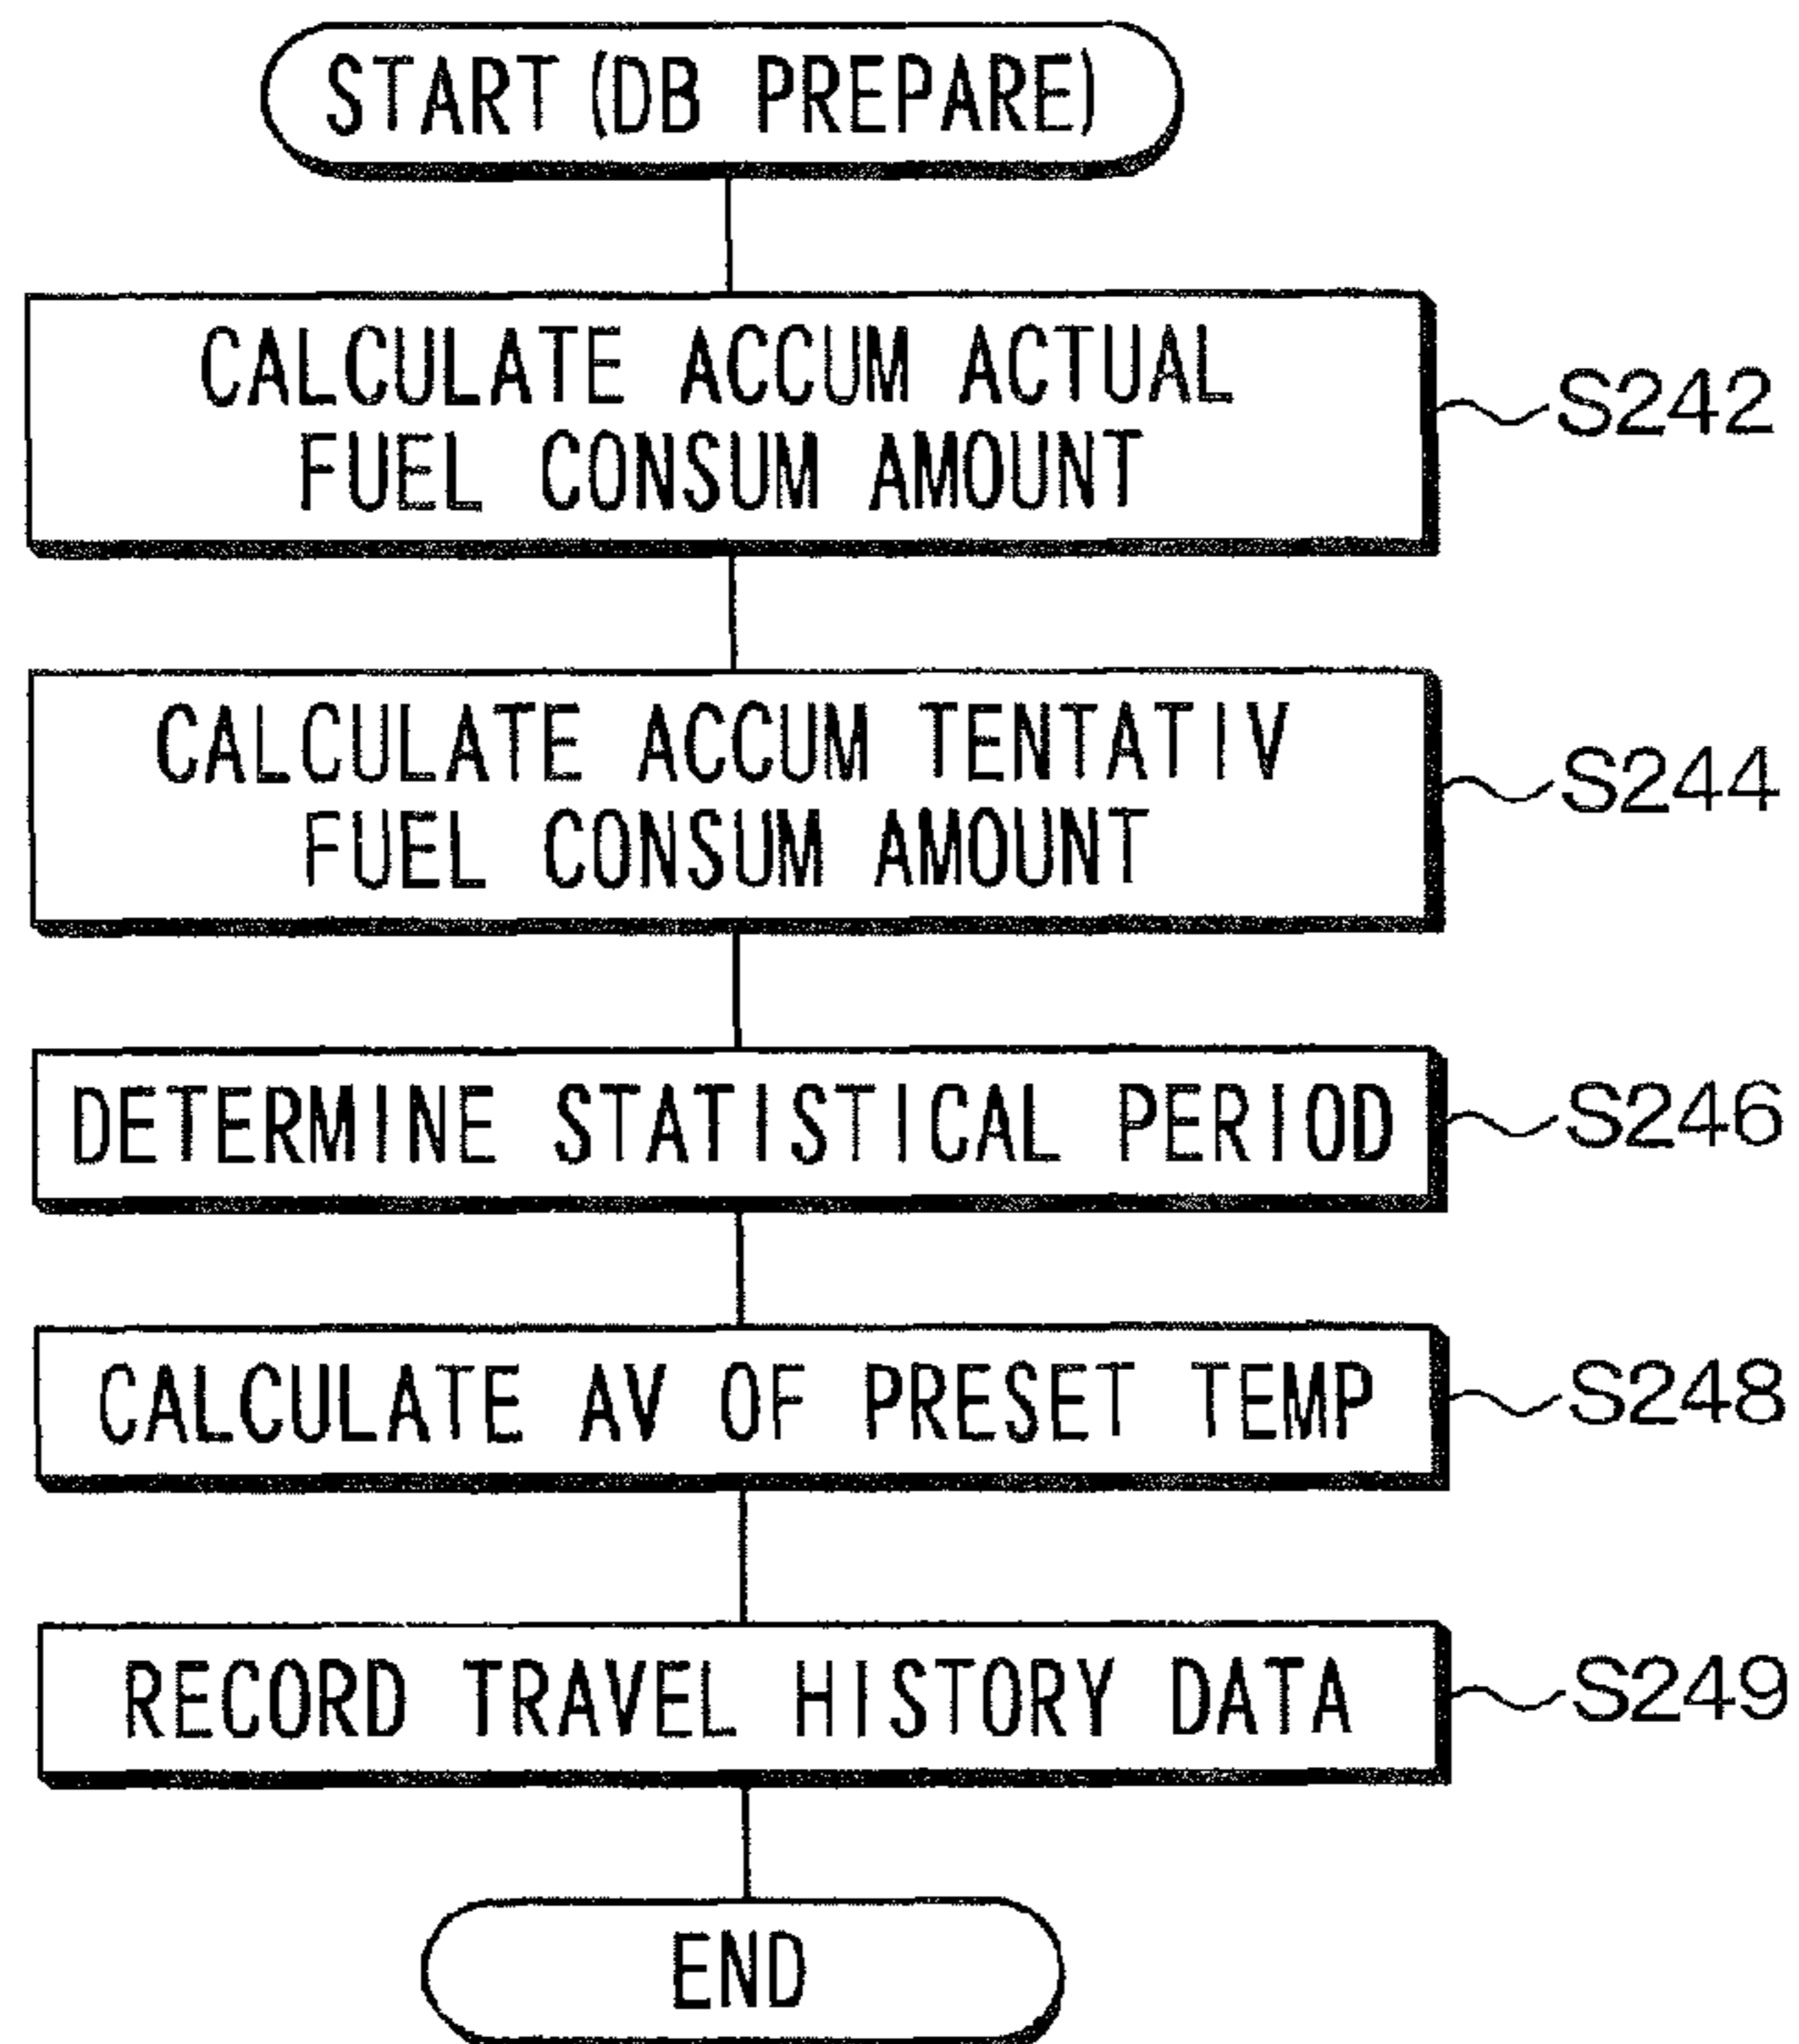 START (DB PREPARE)
CALCULATE ACCUM ACTUAL
FUEL CONSUM AMOUNT
S242
CALCULATE ACCUM TENTATIV
FUEL CONSUM AMOUNT
S244
DETERMINE STATISTICAL PERIOD
S246
CALCULATE AV OF PRESET TEMP
S248
RECORD TRAVEL HISTORY DATA
S249
END